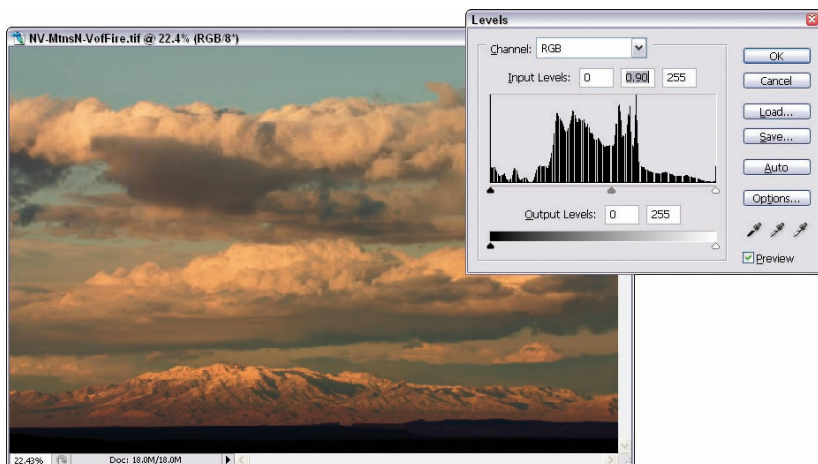 NV-MtnsN-VofFire.tif @ 22.4% (RGB/8*)
Levels
Channel: RGB
OK
Input Levels: 0 0.90 255
Cancel
Load...
Save...
Auto
Options...
Output Levels: 0 255
Preview
22.43% Doc: 18.0M/18.0M